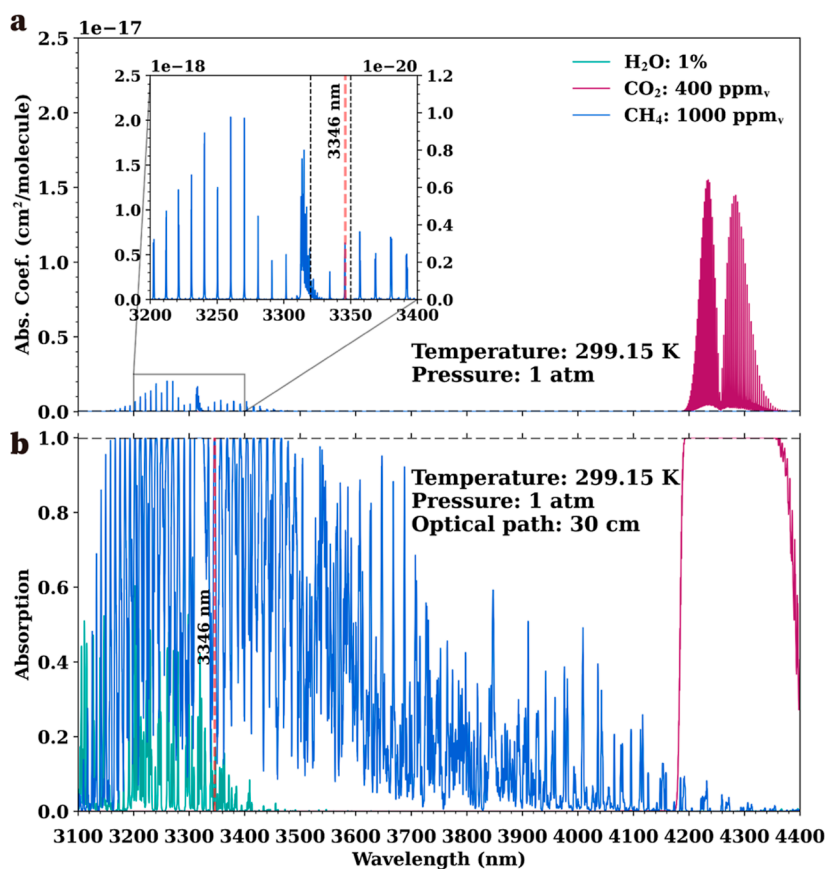 a
1e−17
2.5
2.0
1.5
1.0
0.5
0.0
Abs. Coef. (cm²/molecule)
1e−18
1e−20
2.5
2.0
1.5
1.0
0.5
0.0
1.2
1.0
0.8
0.6
0.4
0.2
0.0
3346 nm
3200 3250 3300 3350 3400
H₂O: 1%
CO₂: 400 ppmᵥ
CH₄: 1000 ppmᵥ
Temperature: 299.15 K
Pressure: 1 atm
b
1.0
0.8
0.6
0.4
0.2
0.0
Absorption
3346 nm
Temperature: 299.15 K
Pressure: 1 atm
Optical path: 30 cm
3100 3200 3300 3400 3500 3600 3700 3800 3900 4000 4100 4200 4300 4400
Wavelength (nm)